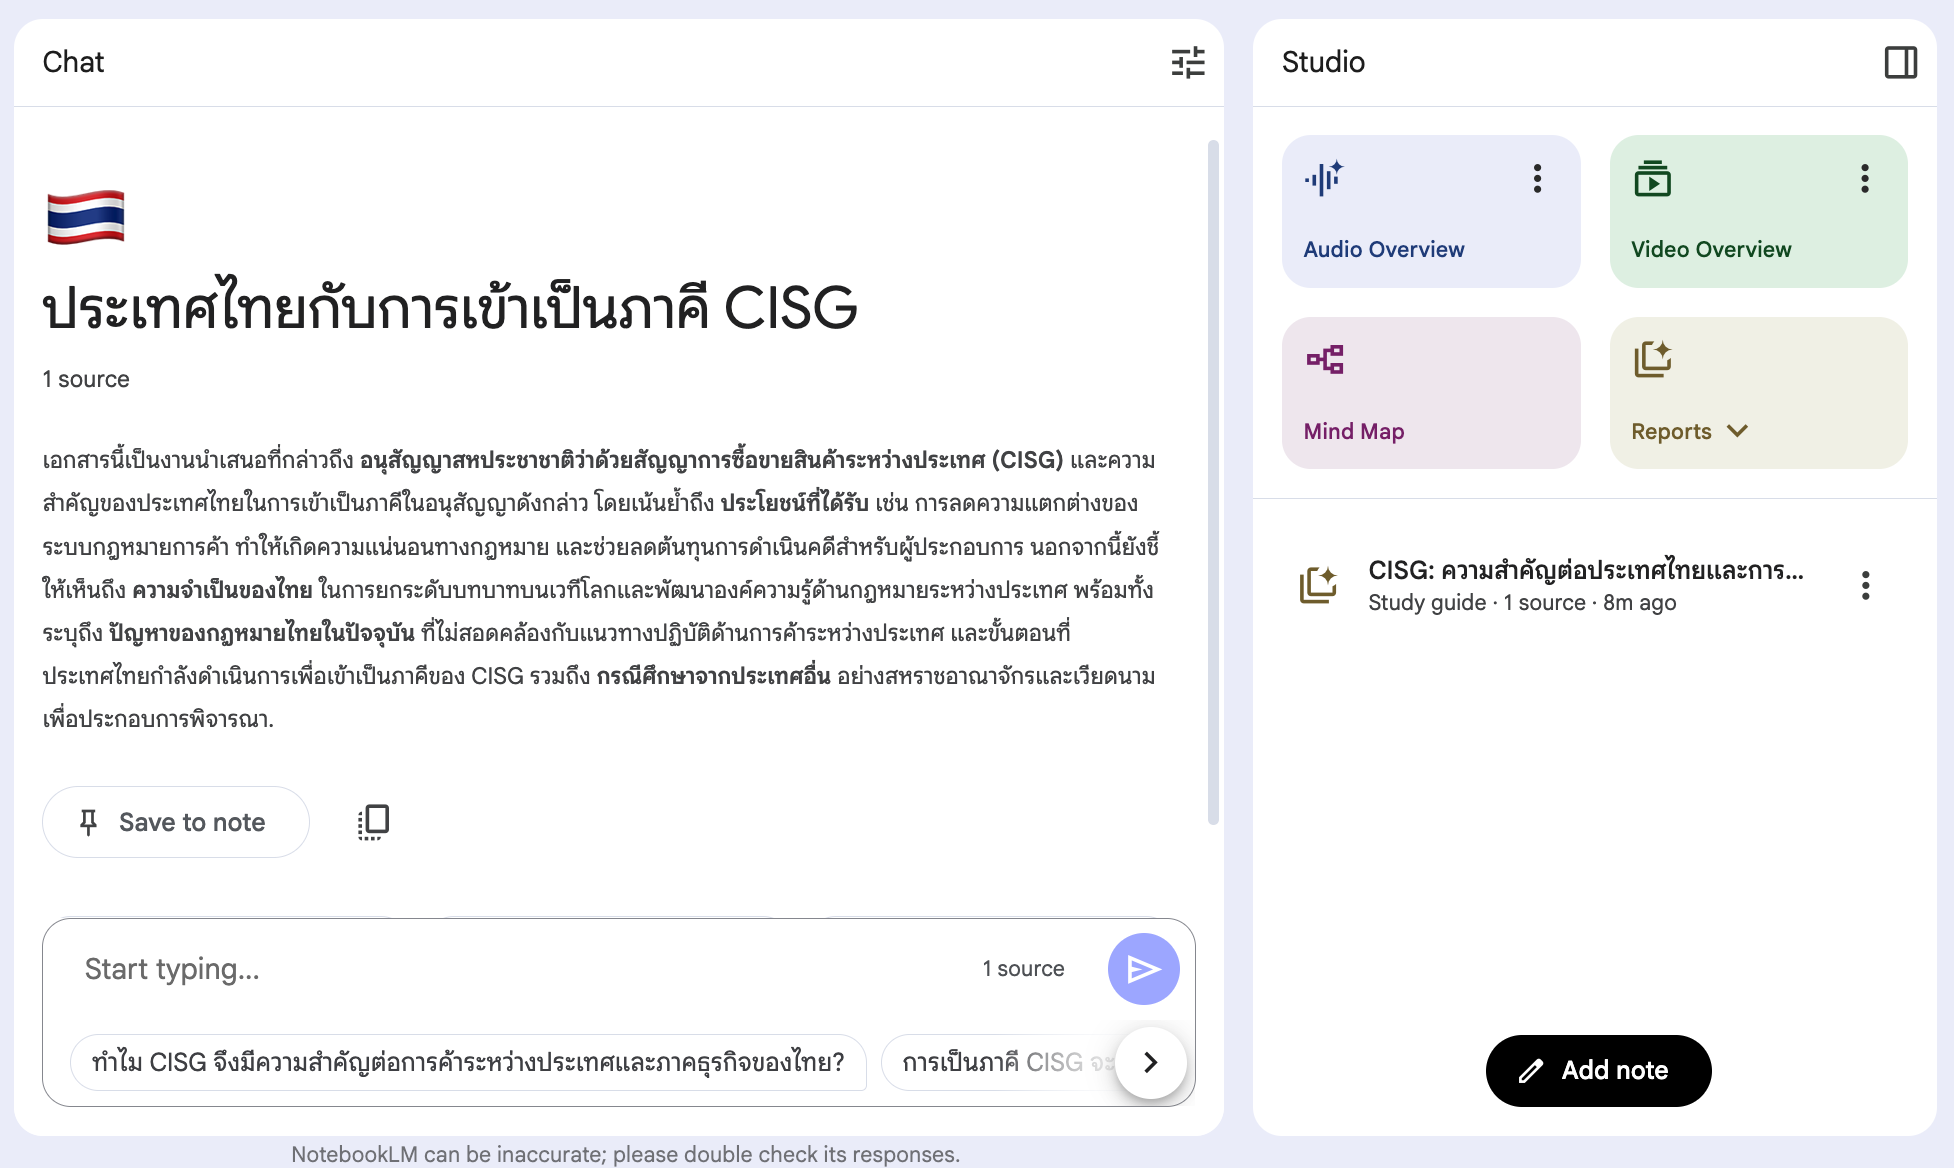 Chat
ประเทศไทยกับการเข้าเป็นภาคี CISG
1 source
เอกสารนี้เป็นงานนำเสนอที่กล่าวถึง อนุสัญญาสหประชาชาติว่าด้วยสัญญาการซื้อขายสินค้าระหว่างประเทศ (CISG) และความ
สำคัญของประเทศไทยในการเข้าเป็นภาคีในอนุสัญญาดังกล่าว โดยเน้นย้ำถึง ประโยชน์ที่ได้รับ เช่น การลดความแตกต่างของ
ระบบกฎหมายการค้า ทำให้เกิดความแน่นอนทางกฎหมาย และช่วยลดต้นทุนการดำเนินคดีสำหรับผู้ประกอบการ นอกจากนี้ยังชี้
ให้เห็นถึง ความจำเป็นของไทย ในการยกระดับบทบาทบนเวทีโลกและพัฒนาองค์ความรู้ด้านกฎหมายระหว่างประเทศ พร้อมทั้ง
ระบุถึง ปัญหาของกฎหมายไทยในปัจจุบัน ที่ไม่สอดคล้องกับแนวทางปฏิบัติด้านการค้าระหว่างประเทศ และขั้นตอนที่
ประเทศไทยกำลังดำเนินการเพื่อเข้าเป็นภาคีของ CISG รวมถึง กรณีศึกษาจากประเทศอื่น อย่างสหราชอาณาจักรและเวียดนาม
เพื่อประกอบการพิจารณา.
Save to note
Start typing...
1 source
ทำไม CISG จึงมีความสำคัญต่อการค้าระหว่างประเทศและภาคธุรกิจของไทย?
การเป็นภาคี CISG จะ
NotebookLM can be inaccurate; please double check its responses.
Studio
Audio Overview
Video Overview
Mind Map
Reports
CISG: ความสำคัญต่อประเทศไทยและการ...
Study guide · 1 source · 8m ago
Add note